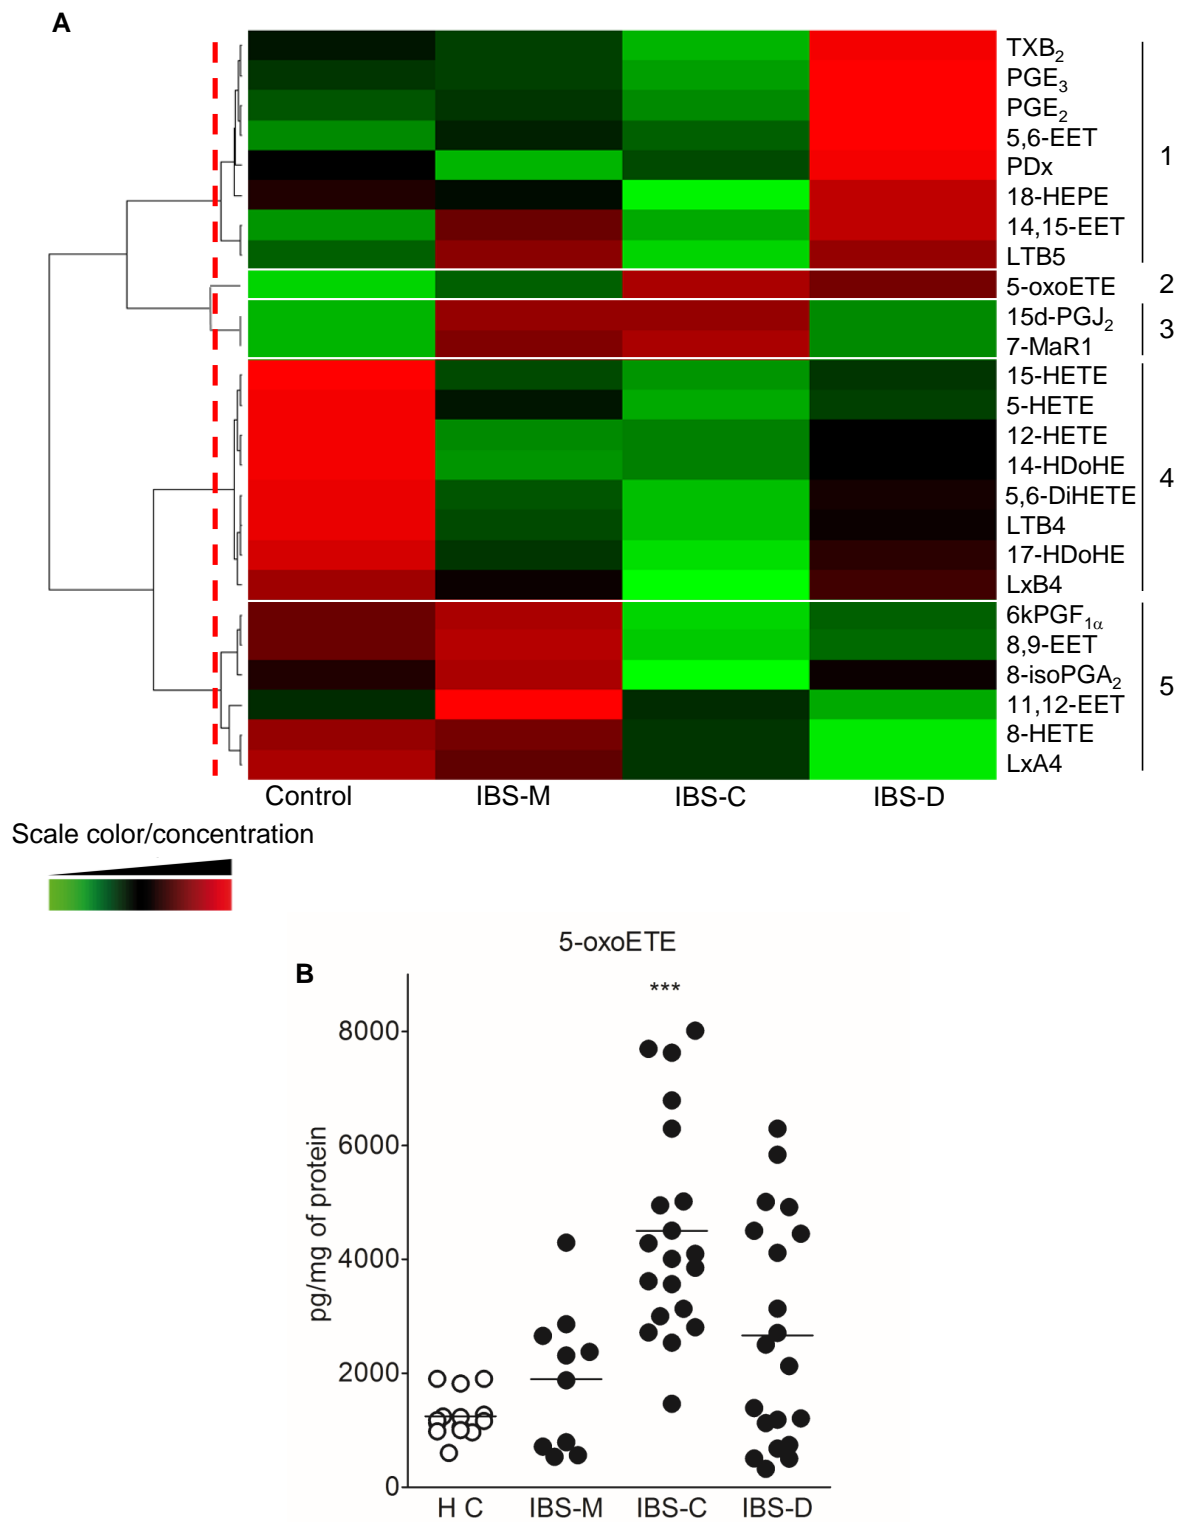 A
TXB2
PGE3
PGE2
5,6-EET
PDx
18-HEPE
14,15-EET
LTB5
1
5-oxoETE
2
15d-PGJ2
7-MaR1
3
15-HETE
5-HETE
12-HETE
14-HDoHE
5,6-DiHETE
LTB4
17-HDoHE
LxB4
4
6kPGF1α
8,9-EET
8-isoPGA2
11,12-EET
8-HETE
LxA4
5
Control IBS-M IBS-C IBS-D
Scale color/concentration
5-oxoETE
B
***
8000
6000
4000
2000
0
pg/mg of protein
H C IBS-M IBS-C IBS-D